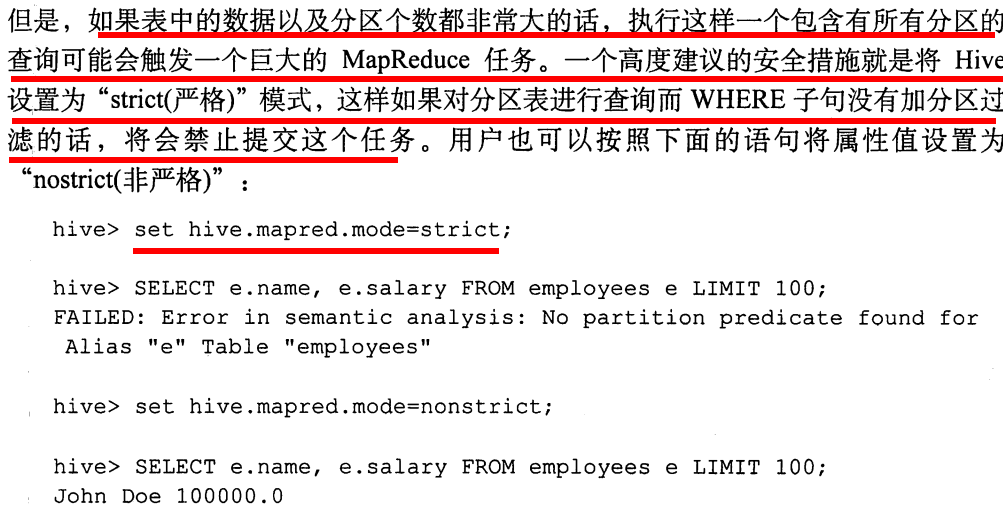 但是，如果表中的数据以及分区个数都非常大的话，执行这样一个包含有所有分区的
查询可能会触发一个巨大的 MapReduce 任务。一个高度建议的安全措施就是将 Hive
设置为“strict(严格)”模式，这样如果对分区表进行查询而 WHERE 子句没有加分区过
滤的话，将会禁止提交这个任务。用户也可以按照下面的语句将属性值设置为
“nostrict(非严格)”：
hive> set hive.mapred.mode=strict;
hive> SELECT e.name, e.salary FROM employees e LIMIT 100;
FAILED: Error in semantic analysis: No partition predicate found for
Alias "e" Table "employees"
hive> set hive.mapred.mode=nonstrict;
hive> SELECT e.name, e.salary FROM employees e LIMIT 100;
John Doe 100000.0